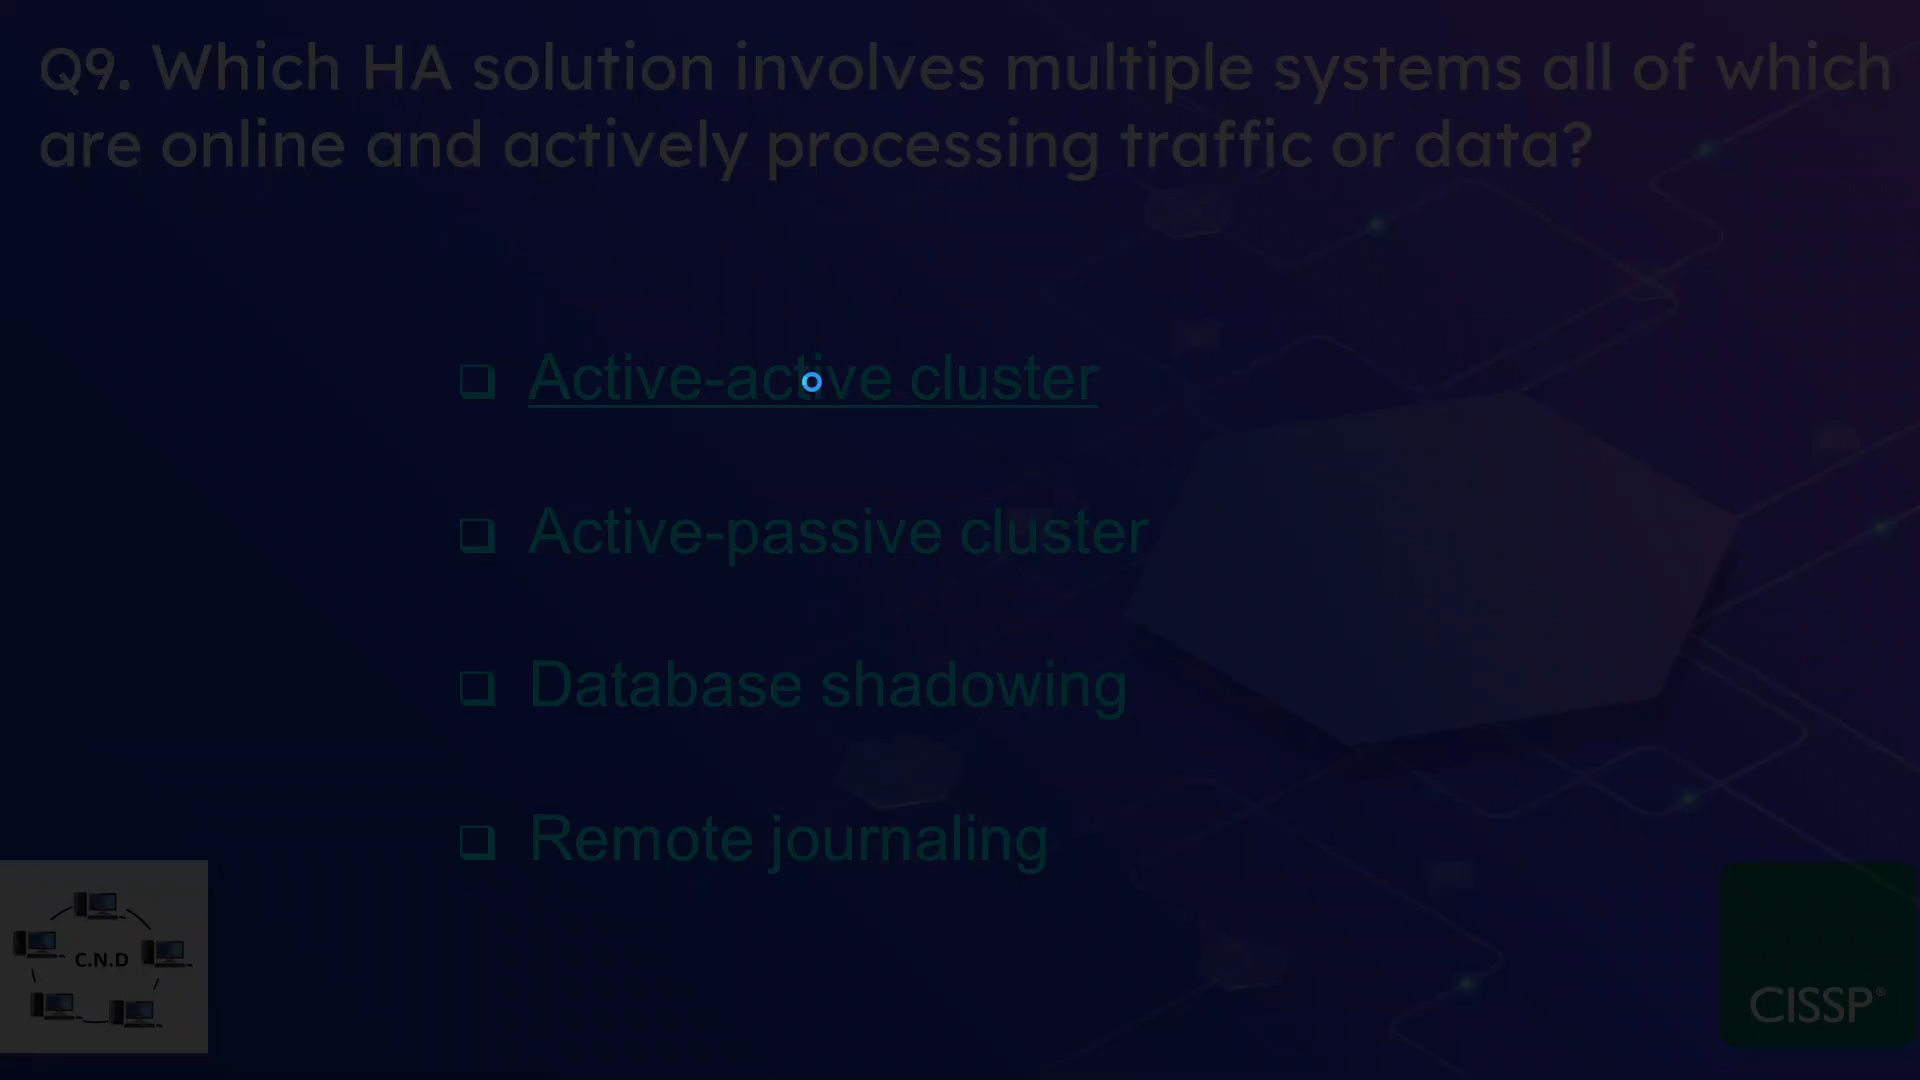 Q9. Which HA solution involves multiple systems all of which
are online and actively processing traffic or data?
Active-active cluster
Active-passive cluster
Database shadowing
Remote journaling
C.N.D
CISSP®